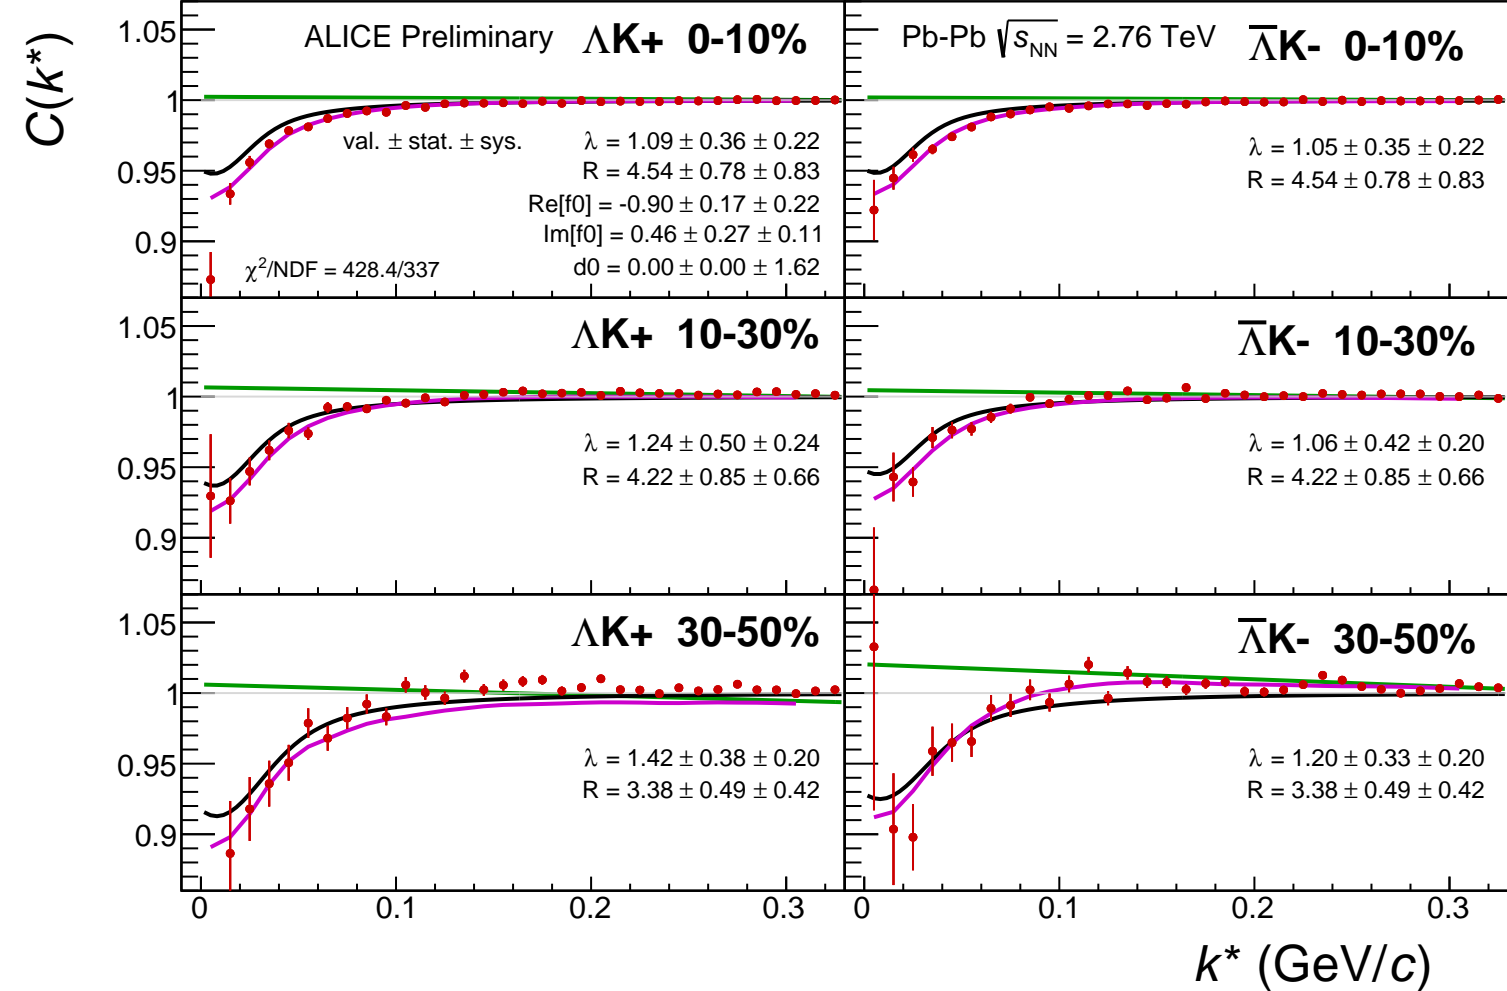 C(k*)
ALICE Preliminary ΛK+ 0-10%
1.05
1
0.95
0.9
val. ± stat. ± sys.
λ = 1.09 ± 0.36 ± 0.22
R = 4.54 ± 0.78 ± 0.83
Re[f0] = -0.90 ± 0.17 ± 0.22
Im[f0] = 0.46 ± 0.27 ± 0.11
d0 = 0.00 ± 0.00 ± 1.62
χ²/NDF = 428.4/337
Pb-Pb √s_NN = 2.76 TeV Λ̅K- 0-10%
λ = 1.05 ± 0.35 ± 0.22
R = 4.54 ± 0.78 ± 0.83
ΛK+ 10-30%
1.05
1
0.95
0.9
λ = 1.24 ± 0.50 ± 0.24
R = 4.22 ± 0.85 ± 0.66
Λ̅K- 10-30%
λ = 1.06 ± 0.42 ± 0.20
R = 4.22 ± 0.85 ± 0.66
ΛK+ 30-50%
1.05
1
0.95
0.9
λ = 1.42 ± 0.38 ± 0.20
R = 3.38 ± 0.49 ± 0.42
Λ̅K- 30-50%
λ = 1.20 ± 0.33 ± 0.20
R = 3.38 ± 0.49 ± 0.42
0 0.1 0.2 0.3
0 0.1 0.2 0.3
k* (GeV/c)